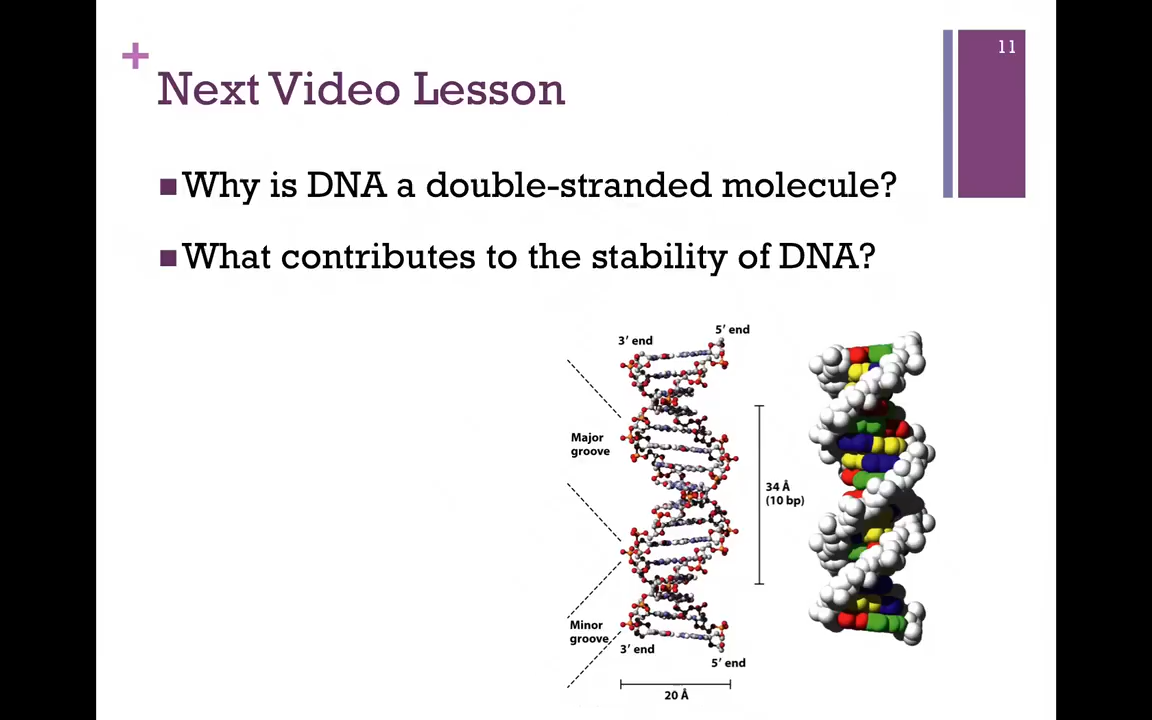 11
+
Next Video Lesson
Why is DNA a double-stranded molecule?
What contributes to the stability of DNA?
5′ end
3′ end
Major
groove
34 Å
(10 bp)
Minor
groove
3′ end
5′ end
20 Å